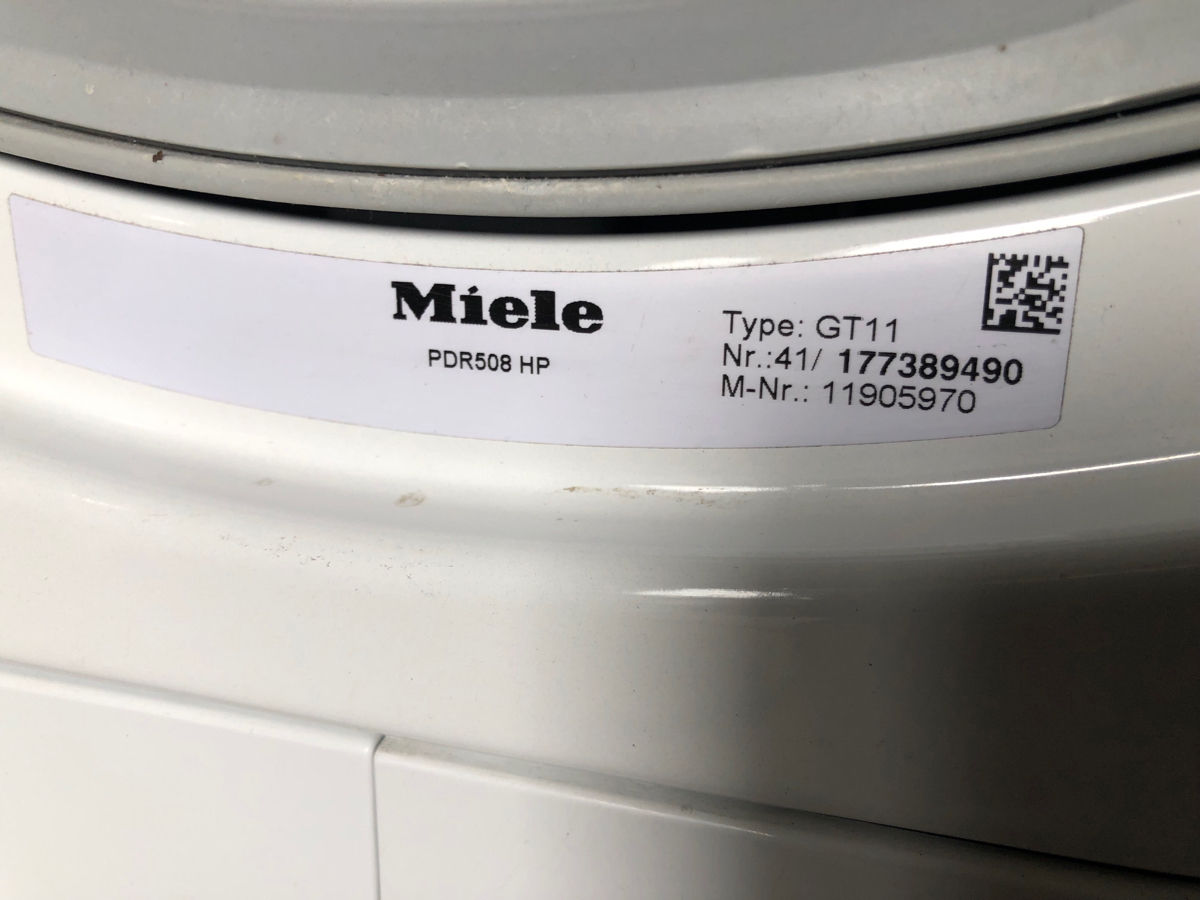 Miele
PDR508 HP
Type: GT11
Nr.:41/ 177389490
M-Nr.: 11905970